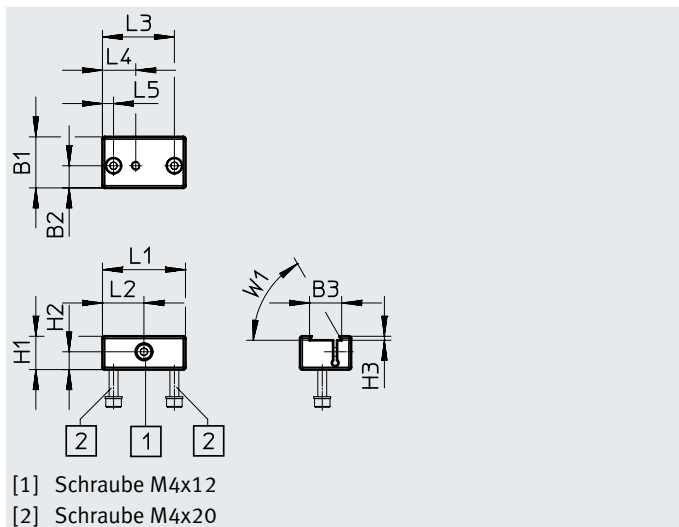 L3
L4
L5
B1
B2
L1
L2
H2
H1
W1
B3
H3
2 1 2
[1] Schraube M4x12
[2] Schraube M4x20